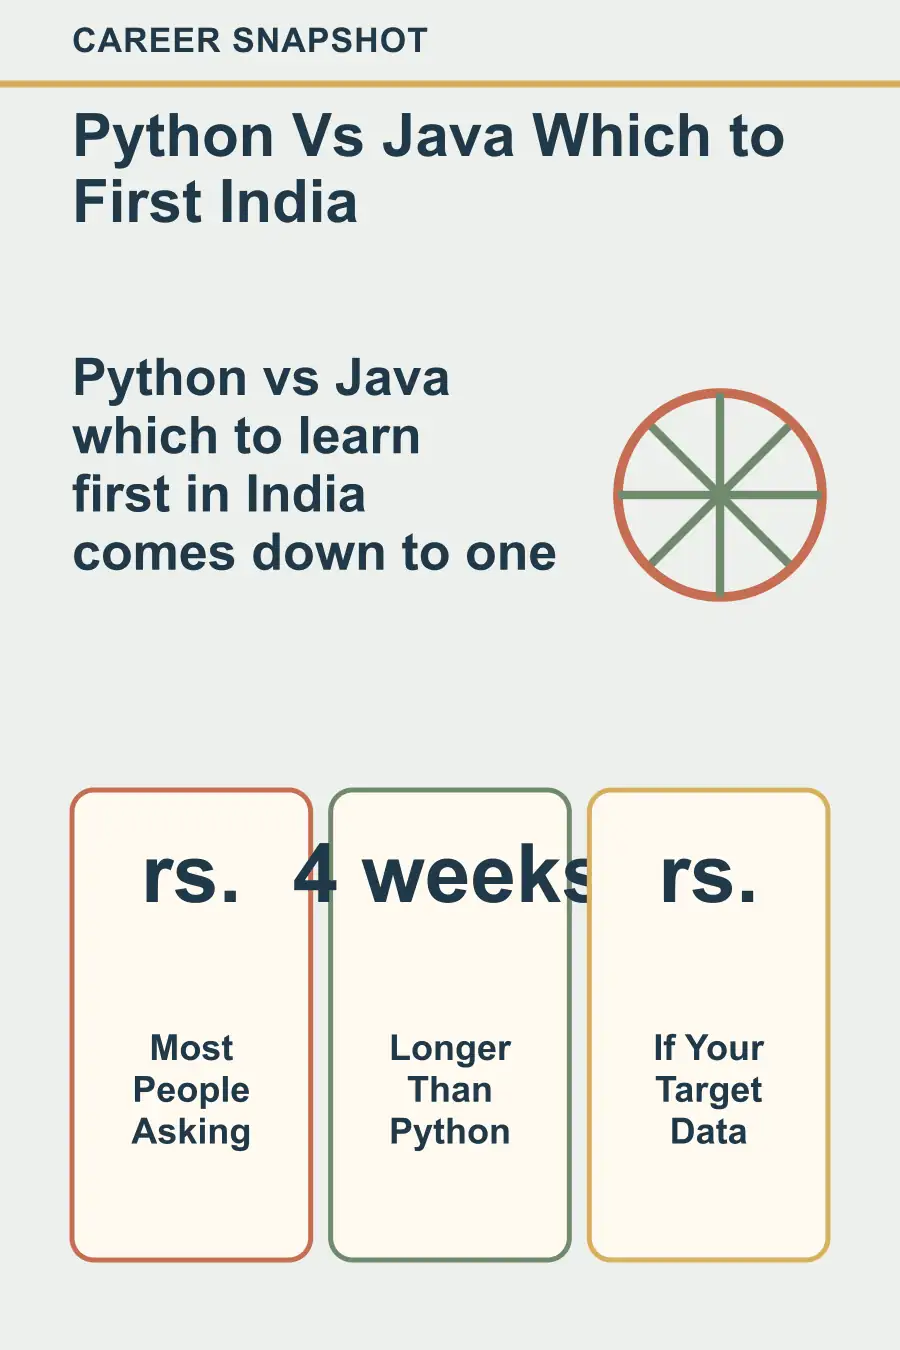 CAREER SNAPSHOT
Python Vs Java Which to
First India
Python vs Java
which to learn
first in India
comes down to one
rs.
4 weeks
rs.
Most
People
Asking
Longer
Than
Python
If Your
Target
Data